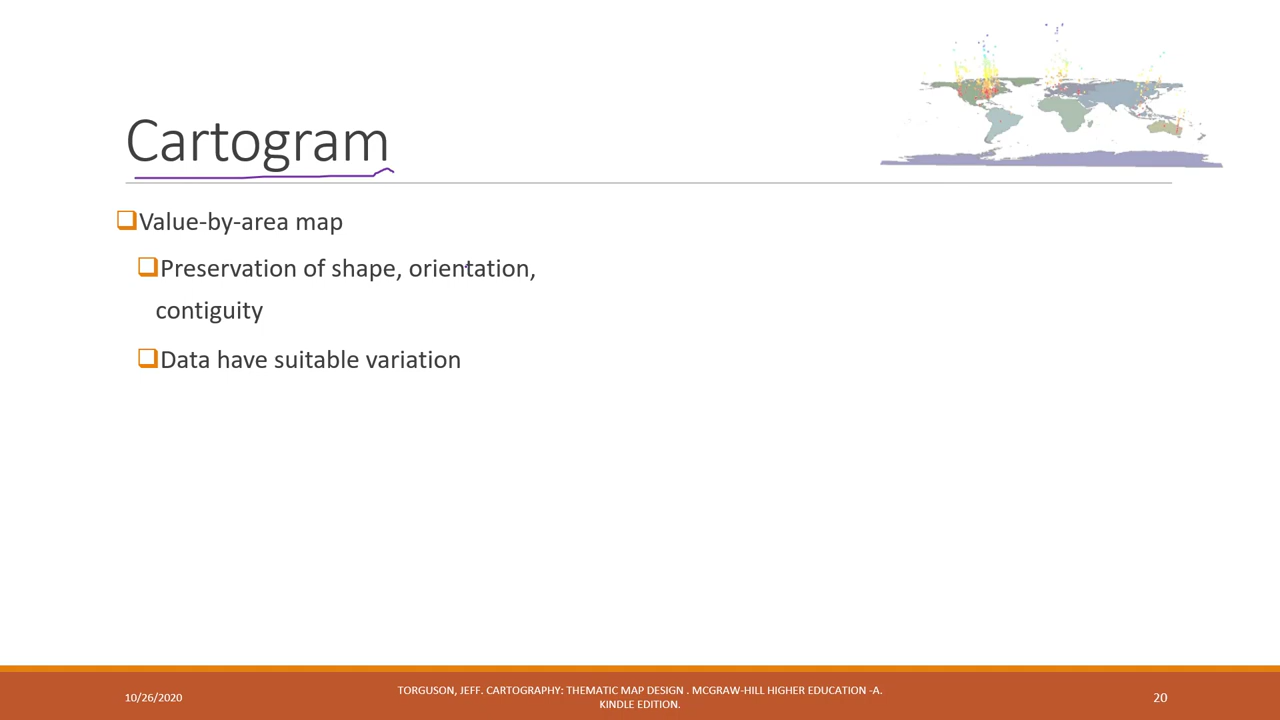 Cartogram
Value-by-area map
Preservation of shape, orientation,
contiguity
Data have suitable variation
10/26/2020
TORGUSON, JEFF. CARTOGRAPHY: THEMATIC MAP DESIGN . MCGRAW-HILL HIGHER EDUCATION -A.
KINDLE EDITION.
20